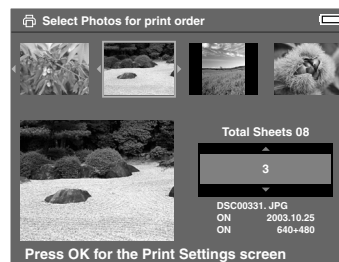 Select Photos for print order
Total Sheets 08
3
DSC00331. JPG
ON 2003.10.25
ON 640+480
Press OK for the Print Settings screen